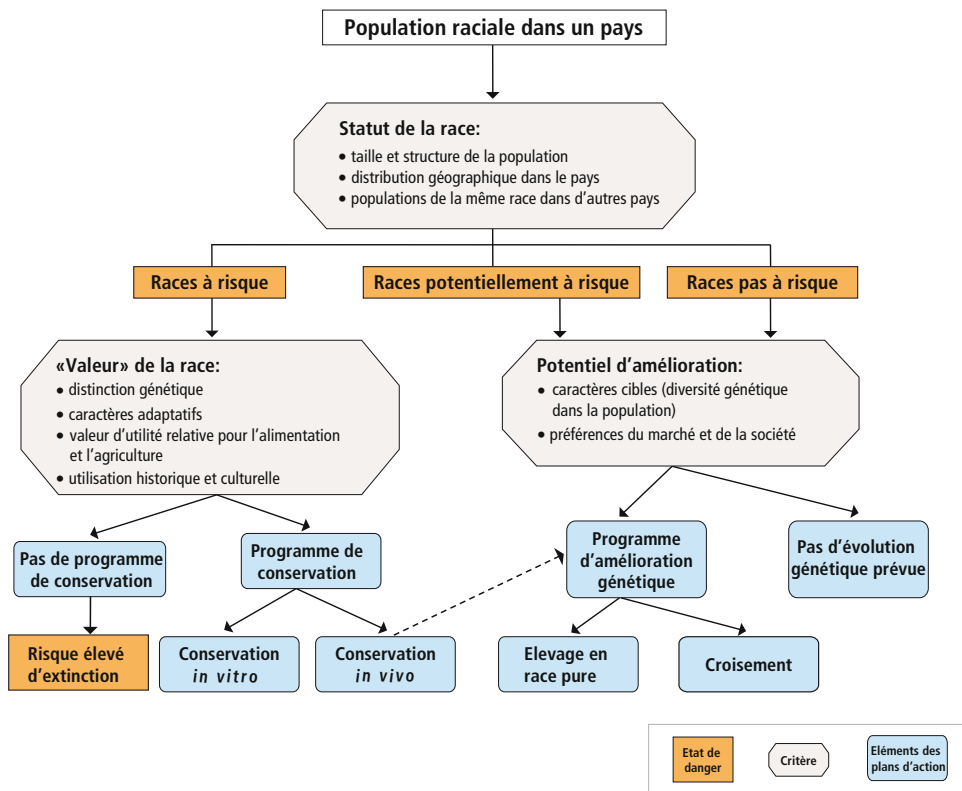 Population raciale dans un pays
Statut de la race:
• taille et structure de la population
• distribution géographique dans le pays
• populations de la même race dans d'autres pays
Races à risque
Races potentiellement à risque
Races pas à risque
«Valeur» de la race:
• distinction génétique
• caractères adaptatifs
• valeur d'utilité relative pour l'alimentation
et l'agriculture
• utilisation historique et culturelle
Potentiel d'amélioration:
• caractères cibles (diversité génétique
dans la population)
• préférences du marché et de la société
Pas de programme
de conservation
Programme de
conservation
Programme
d'amélioration
génétique
Pas d'évolution
génétique prévue
Risque élevé
d'extinction
Conservation
in vitro
Conservation
in vivo
Elevage en
race pure
Croisement
Etat de
danger
Critère
Eléments des
plans d'action